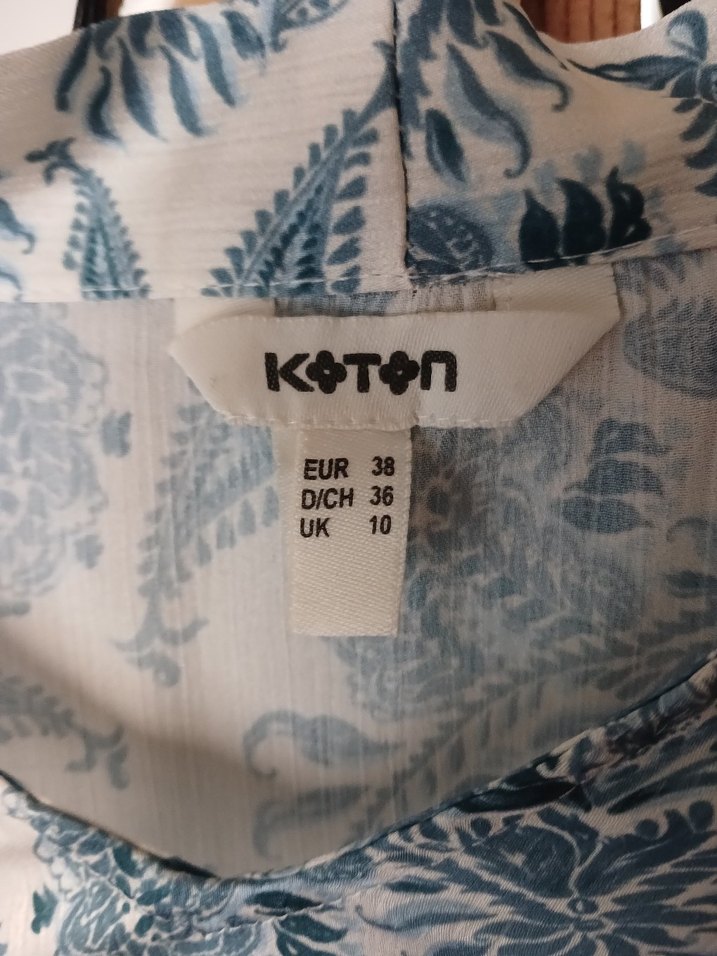 KOTON
EUR 38
D/CH 36
UK 10